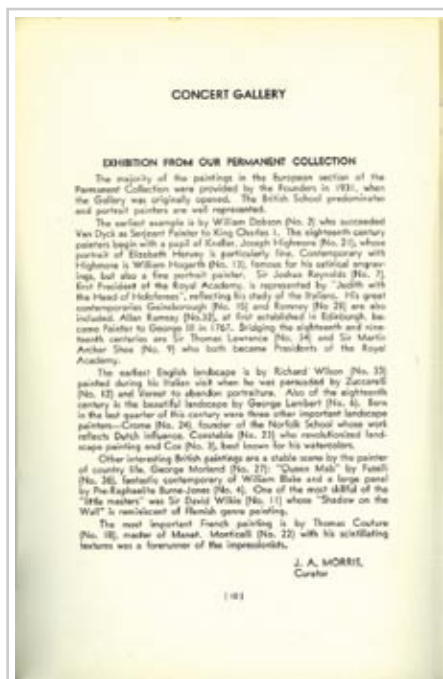 CONCERT GALLERY
EXHIBITION FROM OUR PERMANENT COLLECTION
The majority of the paintings in the European section of the
Permanent Collection were provided by the Founders in 1931, when
the Gallery was originally opened. The British School predominates
and portrait painters are well represented.
The earliest example is by William Dobson (No. 2) who succeeded
Van Dyck as Serjeant Painter to King Charles I. The eighteenth century
painters begin with a pupil of Kneller, Joseph Highmore (No. 21), whose
portrait of Elizabeth Hervey is particularly fine. Contemporary with
Highmore is William Hogarth (No. 13), famous for his satirical engrav-
ings, but also a fine portrait painter. Sir Joshua Reynolds (No. 7),
first President of the Royal Academy, is represented by "Judith with
the Head of Holofernes", reflecting his study of the Italians. His great
contemporaries Gainsborough (No. 15) and Romney (No. 28) are also
included. Allan Ramsay (No. 32), at first established in Edinburgh, be-
came Painter to George III in 1767. Bridging the eighteenth and nine-
teenth centuries are Sir Thomas Lawrence (No. 34) and Sir Martin
Archer Shee (No. 9) who both became Presidents of the Royal
Academy.
The earliest English landscape is by Richard Wilson (No. 33)
painted during his Italian visit when he was persuaded by Zuccarelli
(No. 12) and Vernet to abandon portraiture. Also of the eighteenth
century is the beautiful landscape by George Lambert (No. 6). Born
in the last quarter of this century were three other important landscape
painters—Crome (No. 24), founder of the Norfolk School whose work
reflects Dutch influence, Constable (No. 23) who revolutionized land-
scape painting and Cox (No. 3), best known for his watercolors.
Other interesting British paintings are a stable scene by the painter
of country life, George Morland (No. 27); "Queen Mab" by Fuseli
(No. 26), fantastic contemporary of William Blake and a large panel
by Pre-Raphaelite Burne-Jones (No. 4). One of the most skillful of the
"little masters" was Sir David Wilkie (No. 11) whose "Shadow on the
Wall" is reminiscent of Flemish genre painting.
The most important French painting is by Thomas Couture
(No. 18), master of Manet. Monticelli (No. 22) with his scintillating
textures was a forerunner of the impressionists.
J. A. MORRIS,
Curator